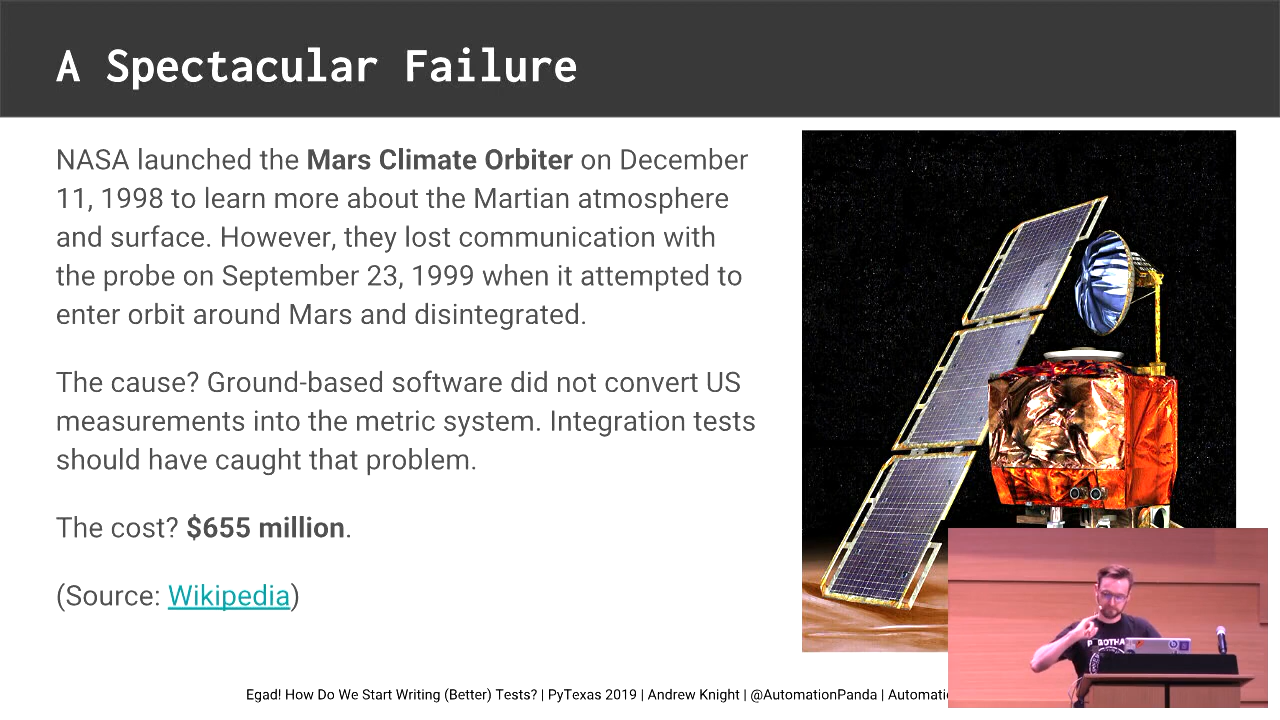 A Spectacular Failure
NASA launched the Mars Climate Orbiter on December
11, 1998 to learn more about the Martian atmosphere
and surface. However, they lost communication with
the probe on September 23, 1999 when it attempted to
enter orbit around Mars and disintegrated.
The cause? Ground-based software did not convert US
measurements into the metric system. Integration tests
should have caught that problem.
The cost? $655 million.
(Source: Wikipedia)
Egad! How Do We Start Writing (Better) Tests? | PyTexas 2019 | Andrew Knight | @AutomationPanda |